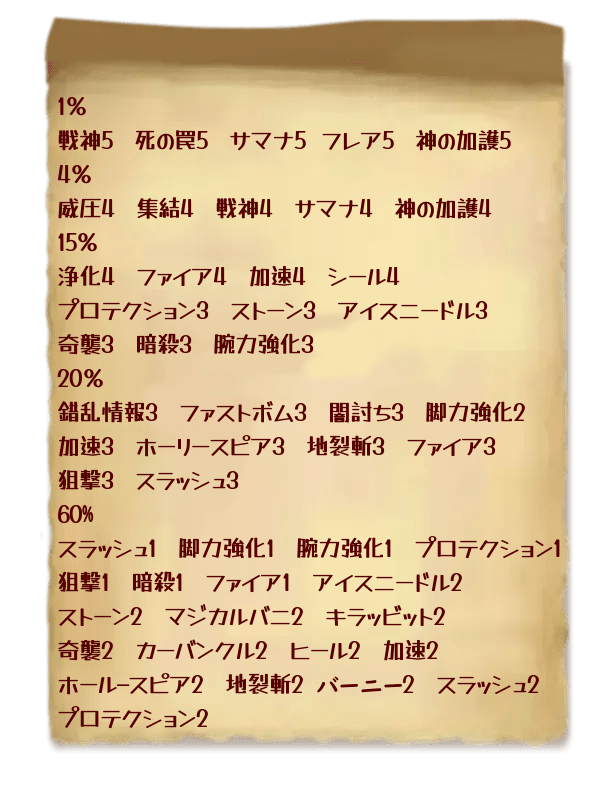 1%
戦神5　死の罠5　サマナ5　フレア5　神の加護5
4%
威圧4　集結4　戦神4　サマナ4　神の加護4
15%
浄化4　ファイア4　加速4　シール4
プロテクション3　ストーン3　アイスニードル3
奇襲3　暗殺3　腕力強化3
20%
錯乱情報3　ファストボム3　闇討ち3　脚力強化2
加速3　ホーリースピア3　地裂斬3　ファイア3
狙撃3　スラッシュ3
60%
スラッシュ1　脚力強化1　腕力強化1　プロテクション1
狙撃1　暗殺1　ファイア1　アイスニードル2
ストーン2　マジカルバニ2　キラッビット2
奇襲2　カーバンクル2　ヒール2　加速2
ホールースピア2　地裂斬2　バーニー2　スラッシュ2
プロテクション2